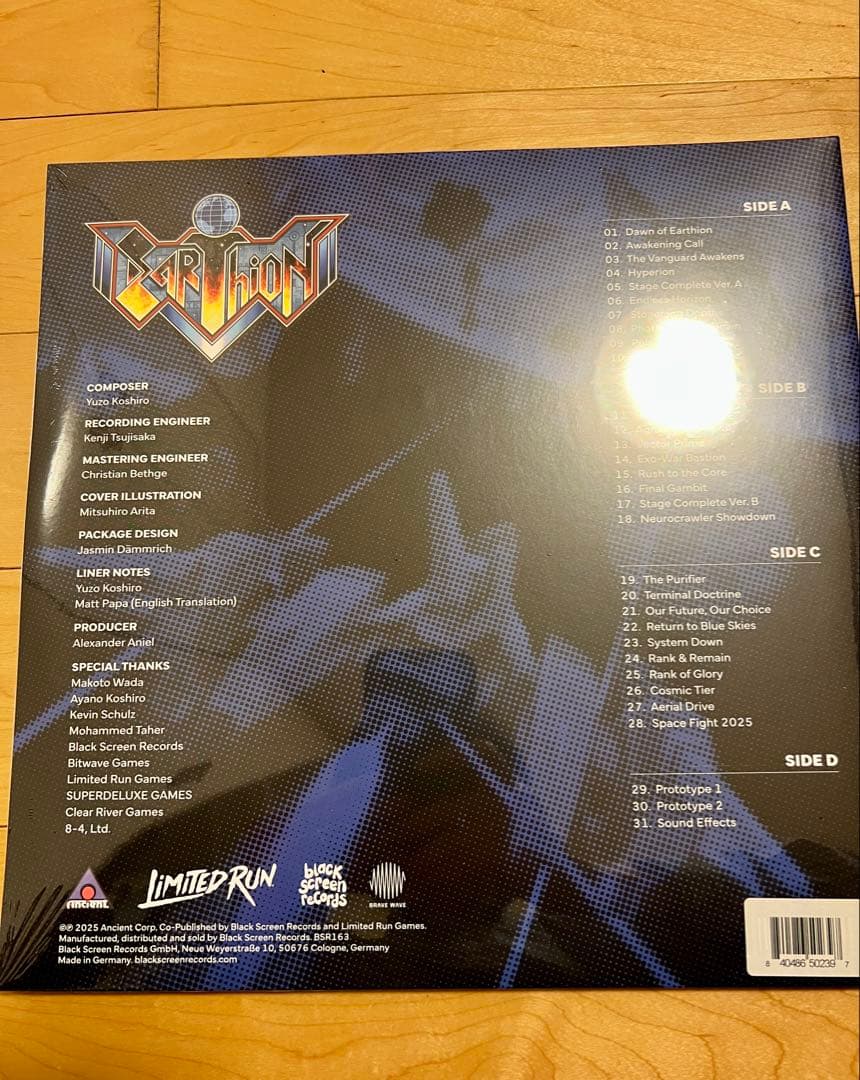 EARTHION
COMPOSER
Yuzo Koshiro
RECORDING ENGINEER
Kenji Tsujisaka
MASTERING ENGINEER
Christian Bethge
COVER ILLUSTRATION
Mitsuhiro Arita
PACKAGE DESIGN
Jasmin Dämmrich
LINER NOTES
Yuzo Koshiro
Matt Papa (English Translation)
PRODUCER
Alexander Aniel
SPECIAL THANKS
Makoto Wada
Ayano Koshiro
Kevin Schulz
Mohammed Taher
Black Screen Records
Bitwave Games
Limited Run Games
SUPERDELUXE GAMES
Clear River Games
8-4, Ltd.
SIDE A
01. Dawn of Earthion
02. Awakening Call
03. The Vanguard Awakens
04. Hyperion
05. Stage Complete Ver. A
06. Endless Horizon
07.
08.
SIDE B
13.
14. Exo-War Bastion
15. Rush to the Core
16. Final Gambit
17. Stage Complete Ver. B
18. Neurocrawler Showdown
SIDE C
19. The Purifier
20. Terminal Doctrine
21. Our Future, Our Choice
22. Return to Blue Skies
23. System Down
24. Rank & Remain
25. Rank of Glory
26. Cosmic Tier
27. Aerial Drive
28. Space Fight 2025
SIDE D
29. Prototype 1
30. Prototype 2
31. Sound Effects
ANCIENT
LIMITED RUN
black
screen
records
BRAVE WAVE
©℗ 2025 Ancient Corp. Co-Published by Black Screen Records and Limited Run Games.
Manufactured, distributed and sold by Black Screen Records. BSR163
Black Screen Records GmbH, Neue Weyerstraße 10, 50676 Cologne, Germany
Made in Germany. blackscreenrecords.com
8 40486 50239 7